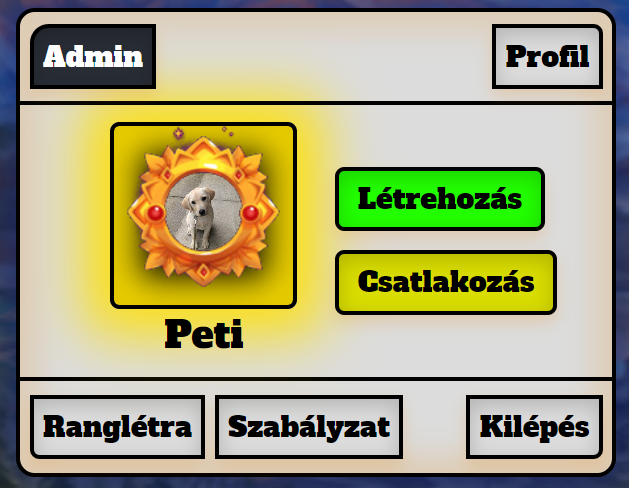 Admin
Profil
Létrehozás
Csatlakozás
Peti
Ranglétra
Szabályzat
Kilépés